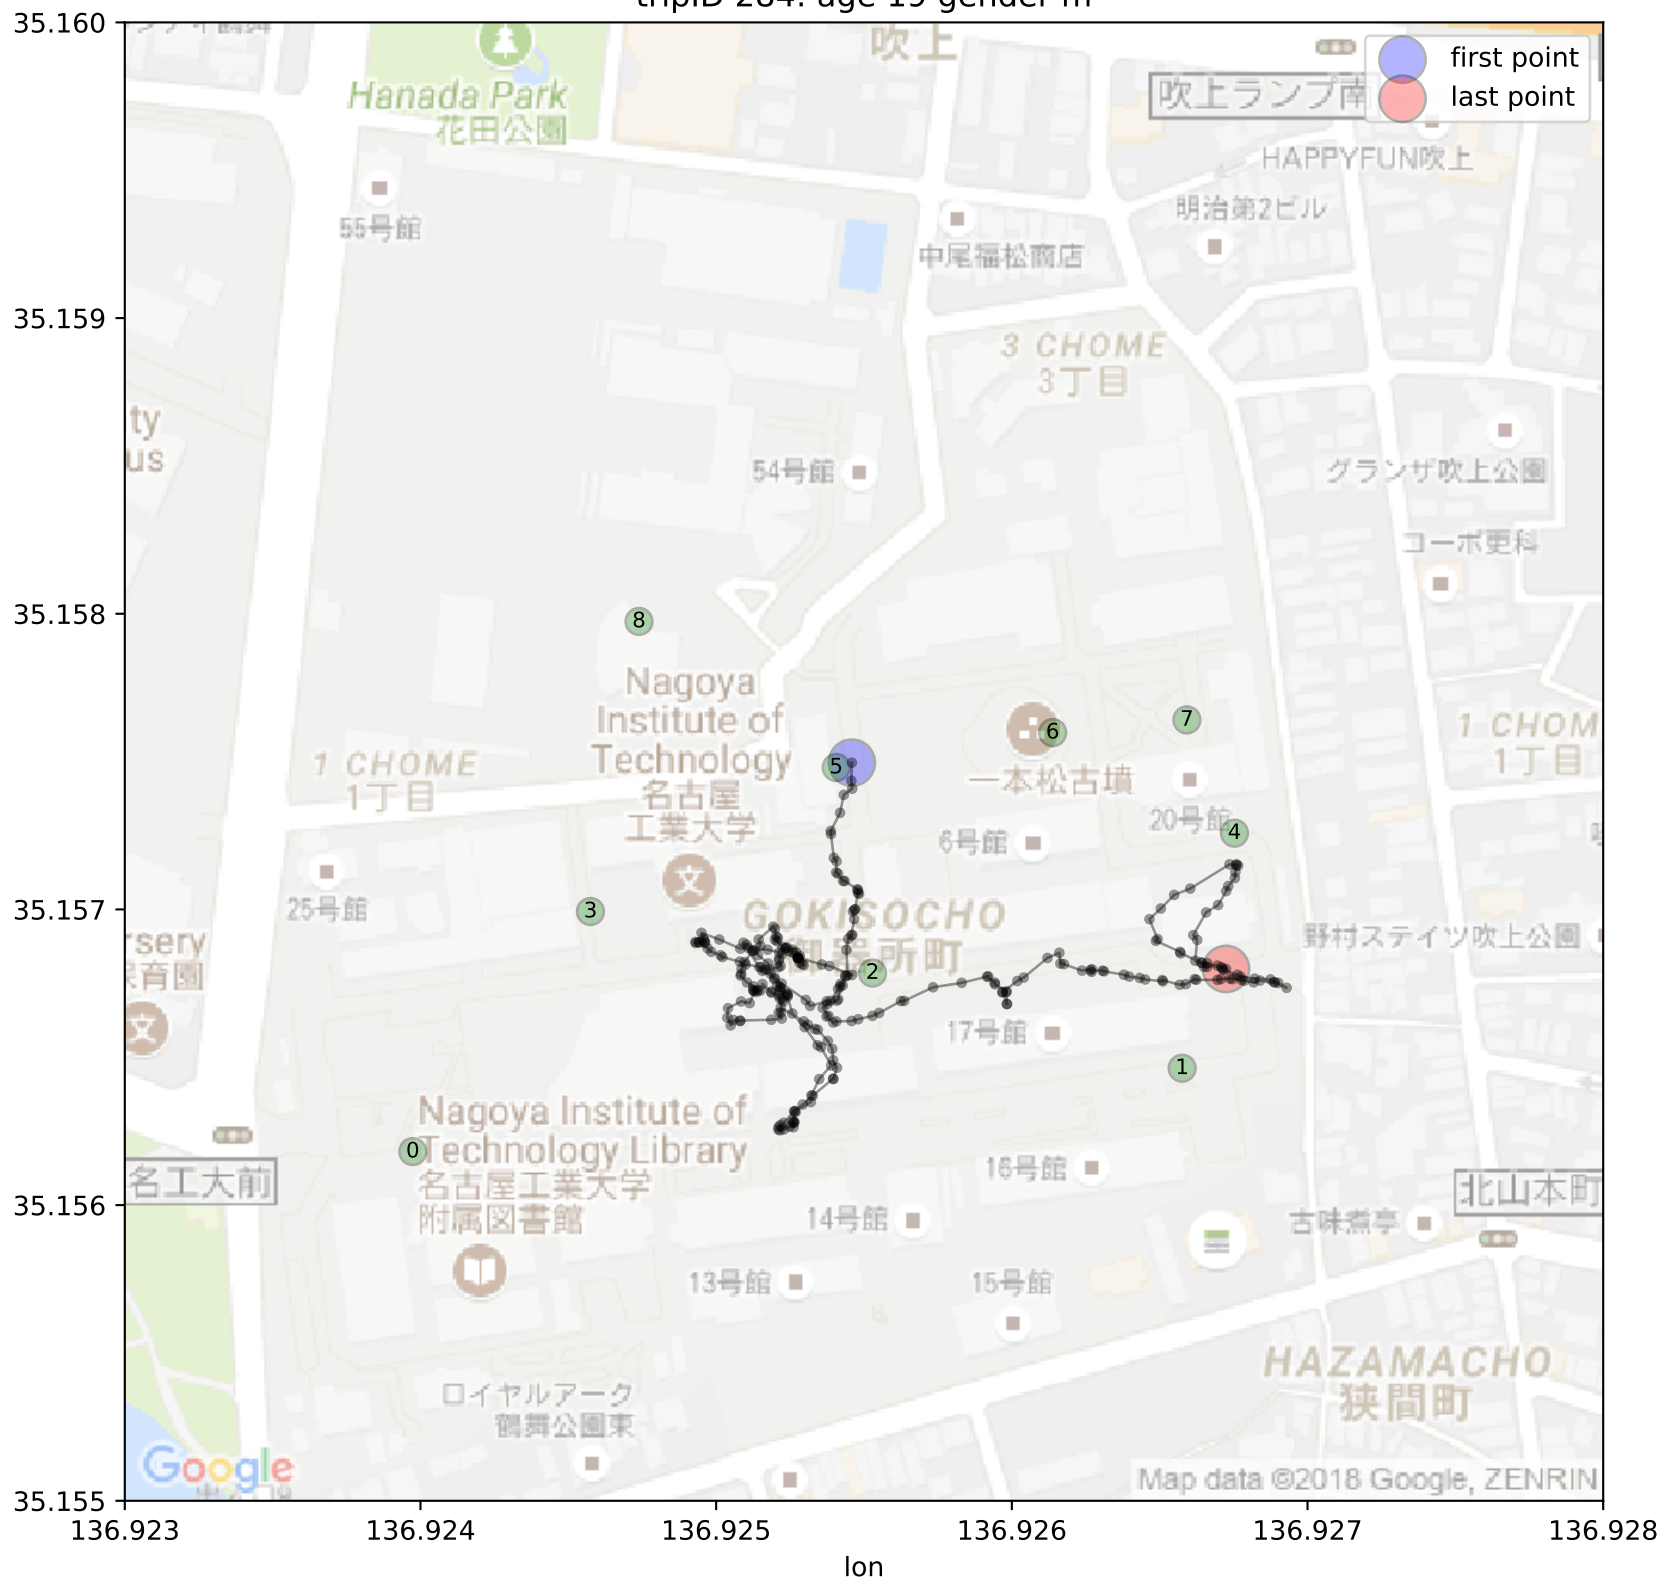 tripID 284: age 19 gender m
35.160
first point
last point
吹上
吹上ランプ南
Hanada Park
花田公園
HAPPYFUN吹上
55号館
明治第2ビル
中尾福松商店
35.159
3 CHOME
3丁目
ty
us
54号館
グランザ吹上公園
コーポ更科
35.158
8
Nagoya
Institute of
Technology
名古屋
工業大学
6
7
1 CHOM
1丁目
1 CHOME
1丁目
5
一本松古墳
20号館
4
6号館
25号館
35.157
3
GOKISOCHO
御器所町
野村ステイツ吹上公園
rsery
保育園
2
17号館
1
Nagoya Institute of
Technology Library
名古屋工業大学
附属図書館
0
名工大前
16号館
北山本町
35.156
14号館
古味煮亭
13号館
15号館
HAZAMACHO
狭間町
ロイヤルアーク
鶴舞公園東
Google
Map data ©2018 Google, ZENRIN
35.155
136.923
136.924
136.925
136.926
136.927
136.928
lon